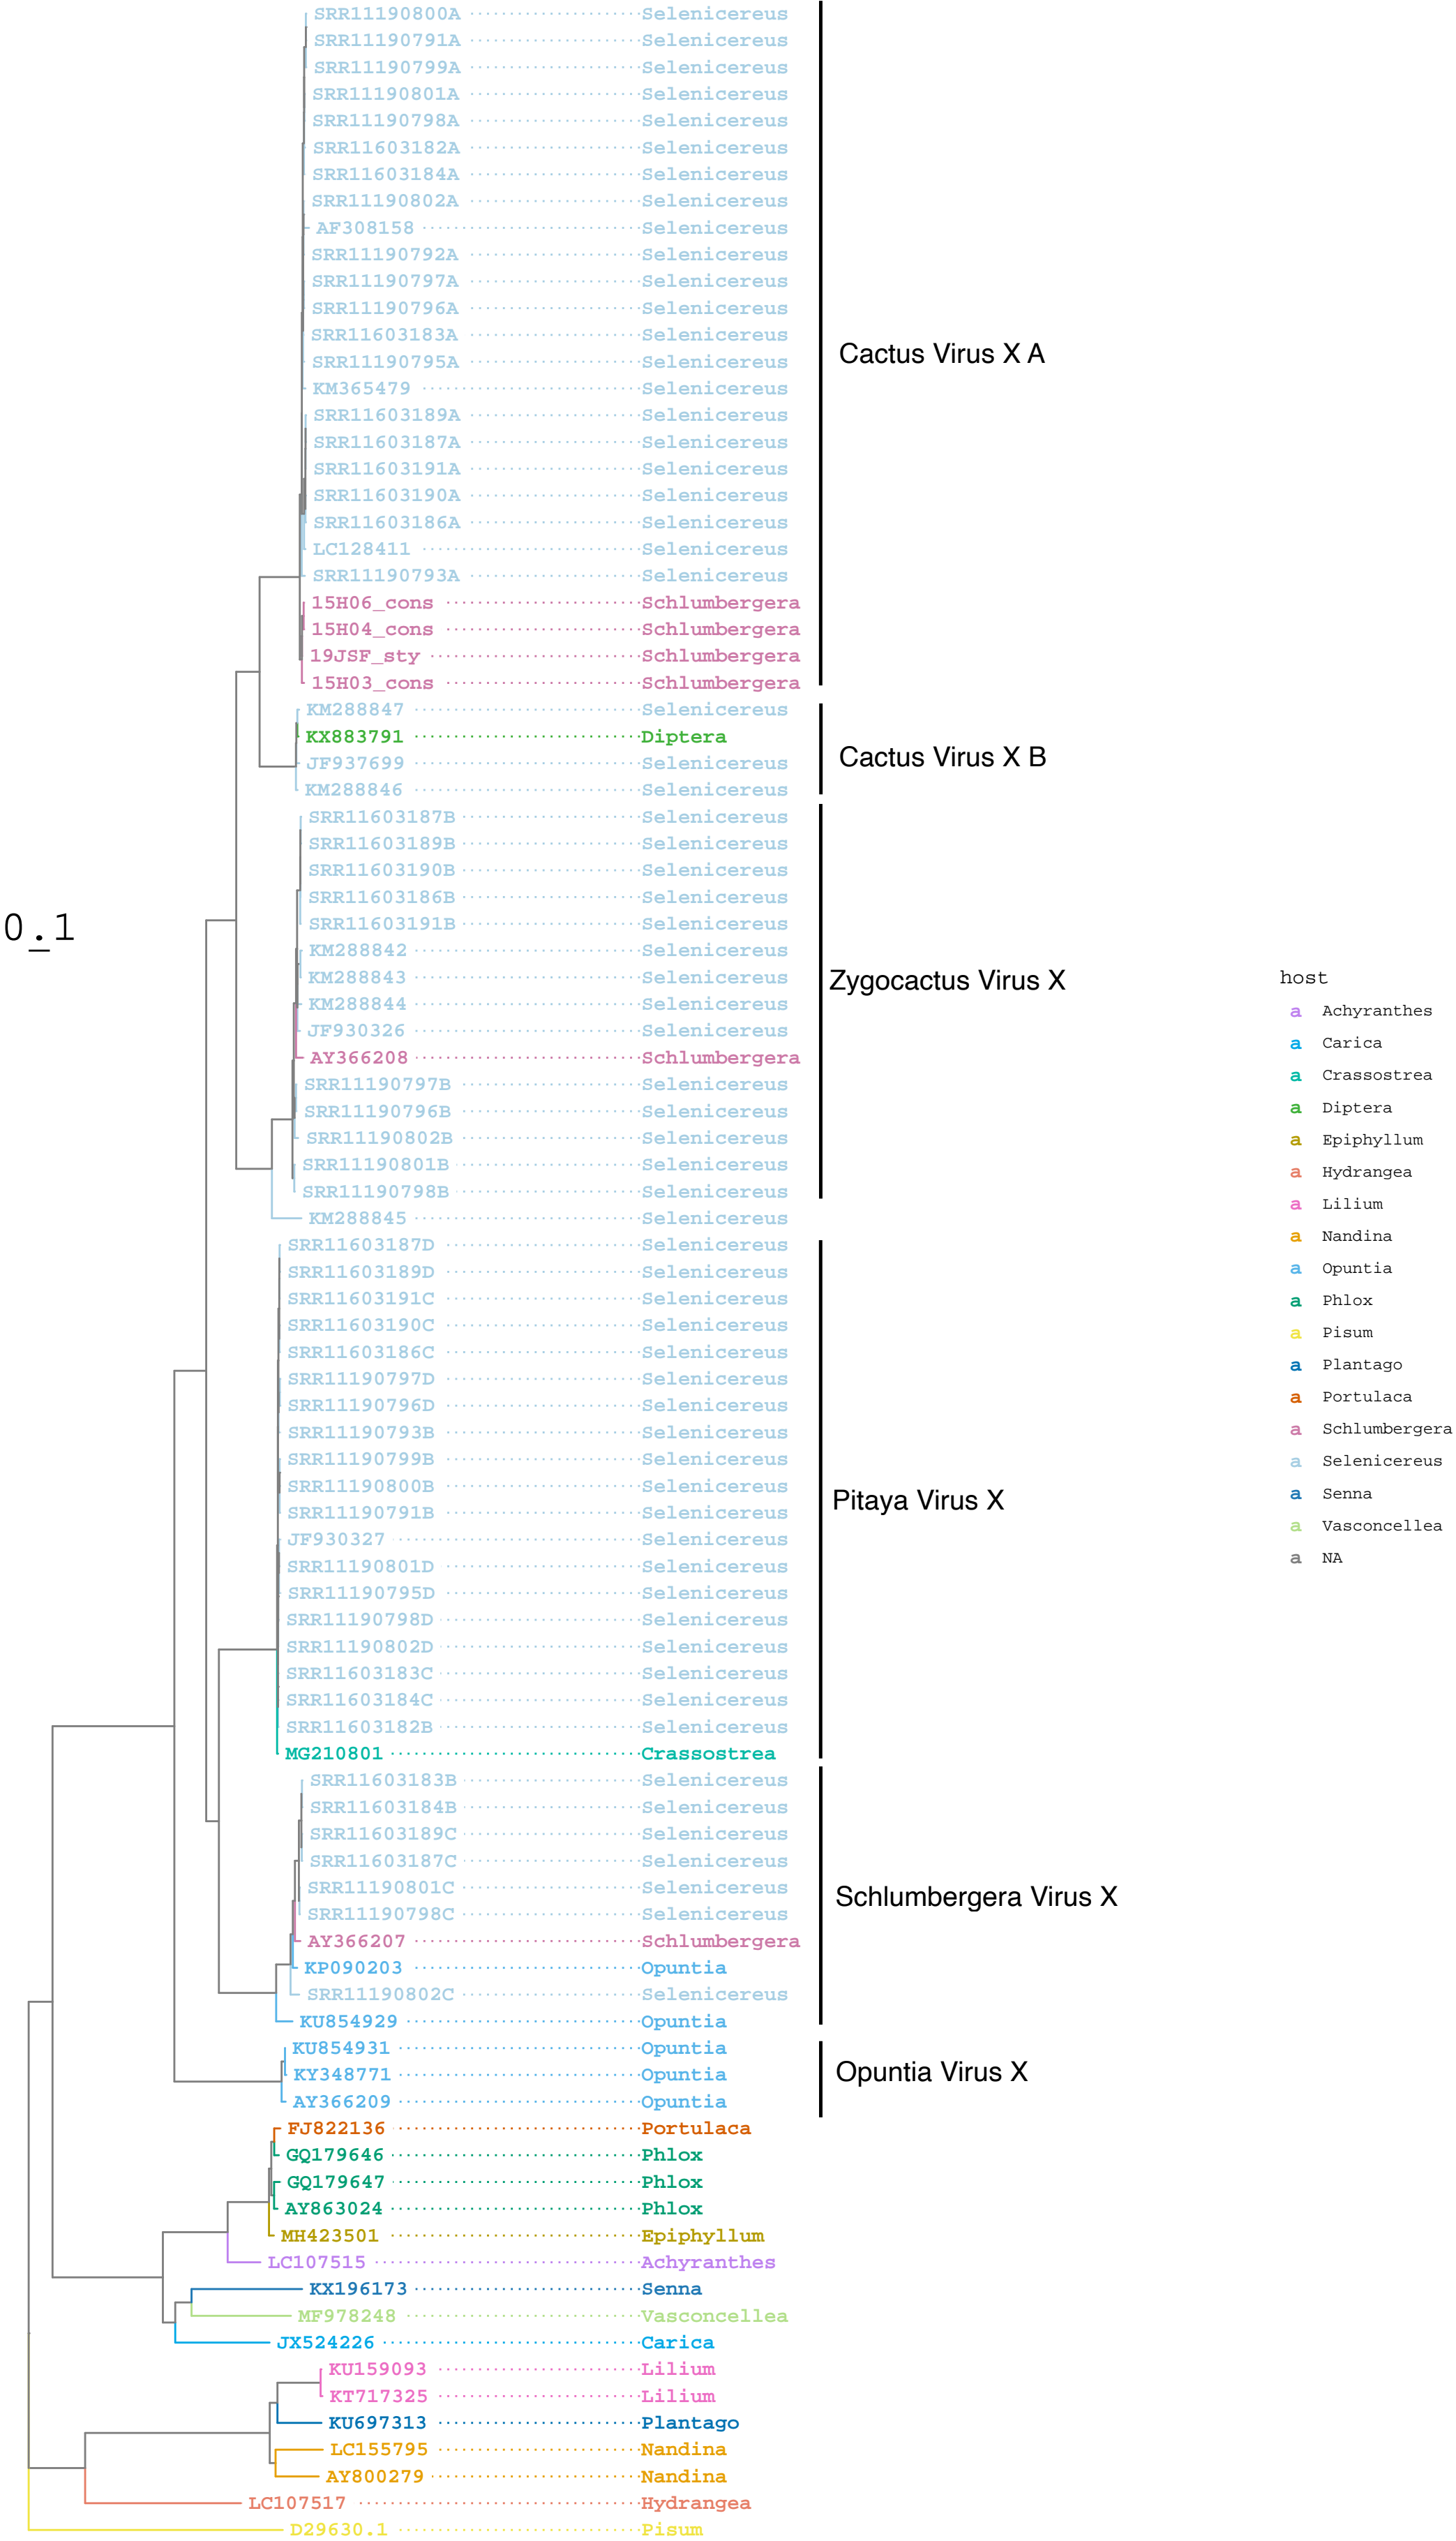 SRR11190800A Selenicereus
SRR11190791A Selenicereus
SRR11190799A Selenicereus
SRR11190801A Selenicereus
SRR11190798A Selenicereus
SRR11603182A Selenicereus
SRR11603184A Selenicereus
SRR11190802A Selenicereus
AF308158 Selenicereus
SRR11190792A Selenicereus
SRR11190797A Selenicereus
SRR11190796A Selenicereus
SRR11603183A Selenicereus
Cactus Virus X A
SRR11190795A Selenicereus
KM365479 Selenicereus
SRR11603189A Selenicereus
SRR11603187A Selenicereus
SRR11603191A Selenicereus
SRR11603190A Selenicereus
SRR11603186A Selenicereus
LC128411 Selenicereus
SRR11190793A Selenicereus
15H06_cons Schlumbergera
15H04_cons Schlumbergera
19JSF_sty Schlumbergera
15H03_cons Schlumbergera
KM288847 Selenicereus
KX883791 Diptera
Cactus Virus X B
JF937699 Selenicereus
KM288846 Selenicereus
SRR11603187B Selenicereus
SRR11603189B Selenicereus
SRR11603190B Selenicereus
SRR11603186B Selenicereus
SRR11603191B Selenicereus
0_1
KM288842 Selenicereus
KM288843 Selenicereus
Zygocactus Virus X
KM288844 Selenicereus
JF930326 Selenicereus
AY366208 Schlumbergera
SRR11190797B Selenicereus
SRR11190796B Selenicereus
SRR11190802B Selenicereus
SRR11190801B Selenicereus
SRR11190798B Selenicereus
KM288845 Selenicereus
SRR11603187D Selenicereus
SRR11603189D Selenicereus
SRR11603191C Selenicereus
SRR11603190C Selenicereus
SRR11603186C Selenicereus
SRR11190797D Selenicereus
SRR11190796D Selenicereus
SRR11190793B Selenicereus
SRR11190799B Selenicereus
SRR11190800B Selenicereus
Pitaya Virus X
SRR11190791B Selenicereus
JF930327 Selenicereus
SRR11190801D Selenicereus
SRR11190795D Selenicereus
SRR11190798D Selenicereus
SRR11190802D Selenicereus
SRR11603183C Selenicereus
SRR11603184C Selenicereus
SRR11603182B Selenicereus
MG210801 Crassostrea
SRR11603183B Selenicereus
SRR11603184B Selenicereus
SRR11603189C Selenicereus
SRR11603187C Selenicereus
SRR11190801C Selenicereus
Schlumbergera Virus X
SRR11190798C Selenicereus
AY366207 Schlumbergera
KP090203 Opuntia
SRR11190802C Selenicereus
KU854929 Opuntia
KU854931 Opuntia
KY348771 Opuntia
Opuntia Virus X
AY366209 Opuntia
FJ822136 Portulaca
GQ179646 Phlox
GQ179647 Phlox
AY863024 Phlox
MH423501 Epiphyllum
LC107515 Achyranthes
KX196173 Senna
MF978248 Vasconcellea
JX524226 Carica
KU159093 Lilium
KT717325 Lilium
KU697313 Plantago
LC155795 Nandina
AY800279 Nandina
LC107517 Hydrangea
D29630.1 Pisum
host
a Achyranthes
a Carica
a Crassostrea
a Diptera
a Epiphyllum
a Hydrangea
a Lilium
a Nandina
a Opuntia
a Phlox
a Pisum
a Plantago
a Portulaca
a Schlumbergera
a Selenicereus
a Senna
a Vasconcellea
a NA